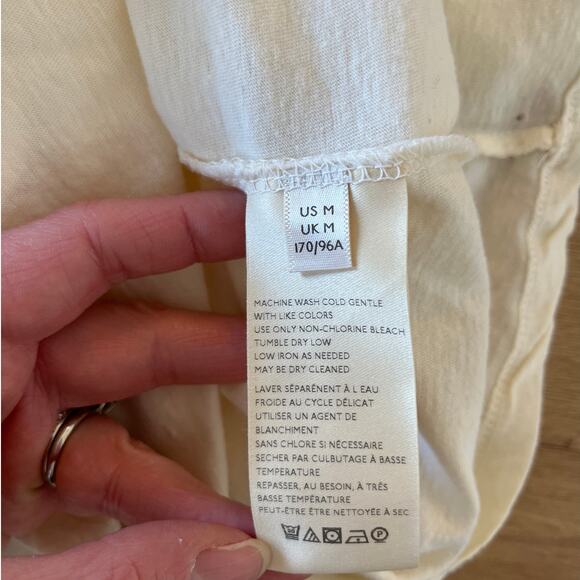 US M
UK M
170/96A
MACHINE WASH COLD GENTLE
WITH LIKE COLORS
USE ONLY NON-CHLORINE BLEACH
TUMBLE DRY LOW
LOW IRON AS NEEDED
MAY BE DRY CLEANED
LAVER SÉPARÉNENT À L EAU
FROIDE AU CYCLE DÉLICAT
UTILISER UN AGENT DE
BLANCHIMENT
SANS CHLORE SI NÉCESSAIRE
SECHER PAR CULBUTAGE À BASSE
TEMPERATURE
REPASSER, AU BESOIN, À TRÉS
BASSE TEMPÉRATURE
PEUT-ÊTRE ÊTRE NETTOYÉE À SEC
P